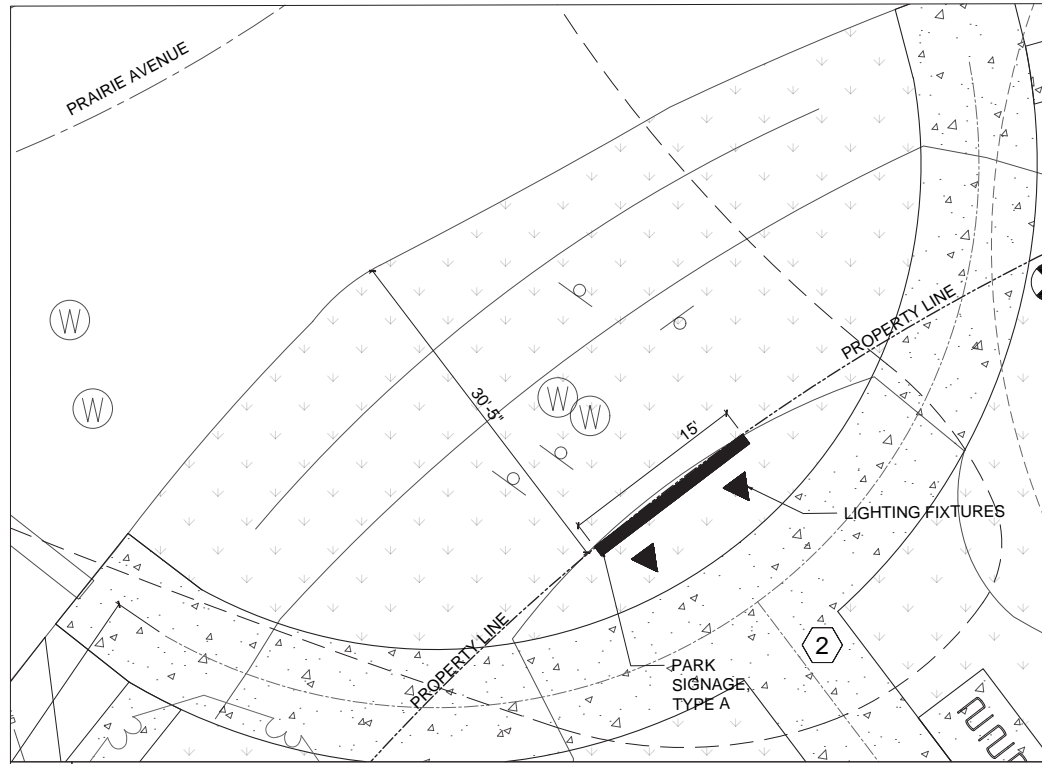 PRAIRIE AVENUE
PROPERTY LINE
W
W
30'-5"
W
W
15'
LIGHTING FIXTURES
PROPERTY LINE
2
PARK
SIGNAGE,
TYPE A